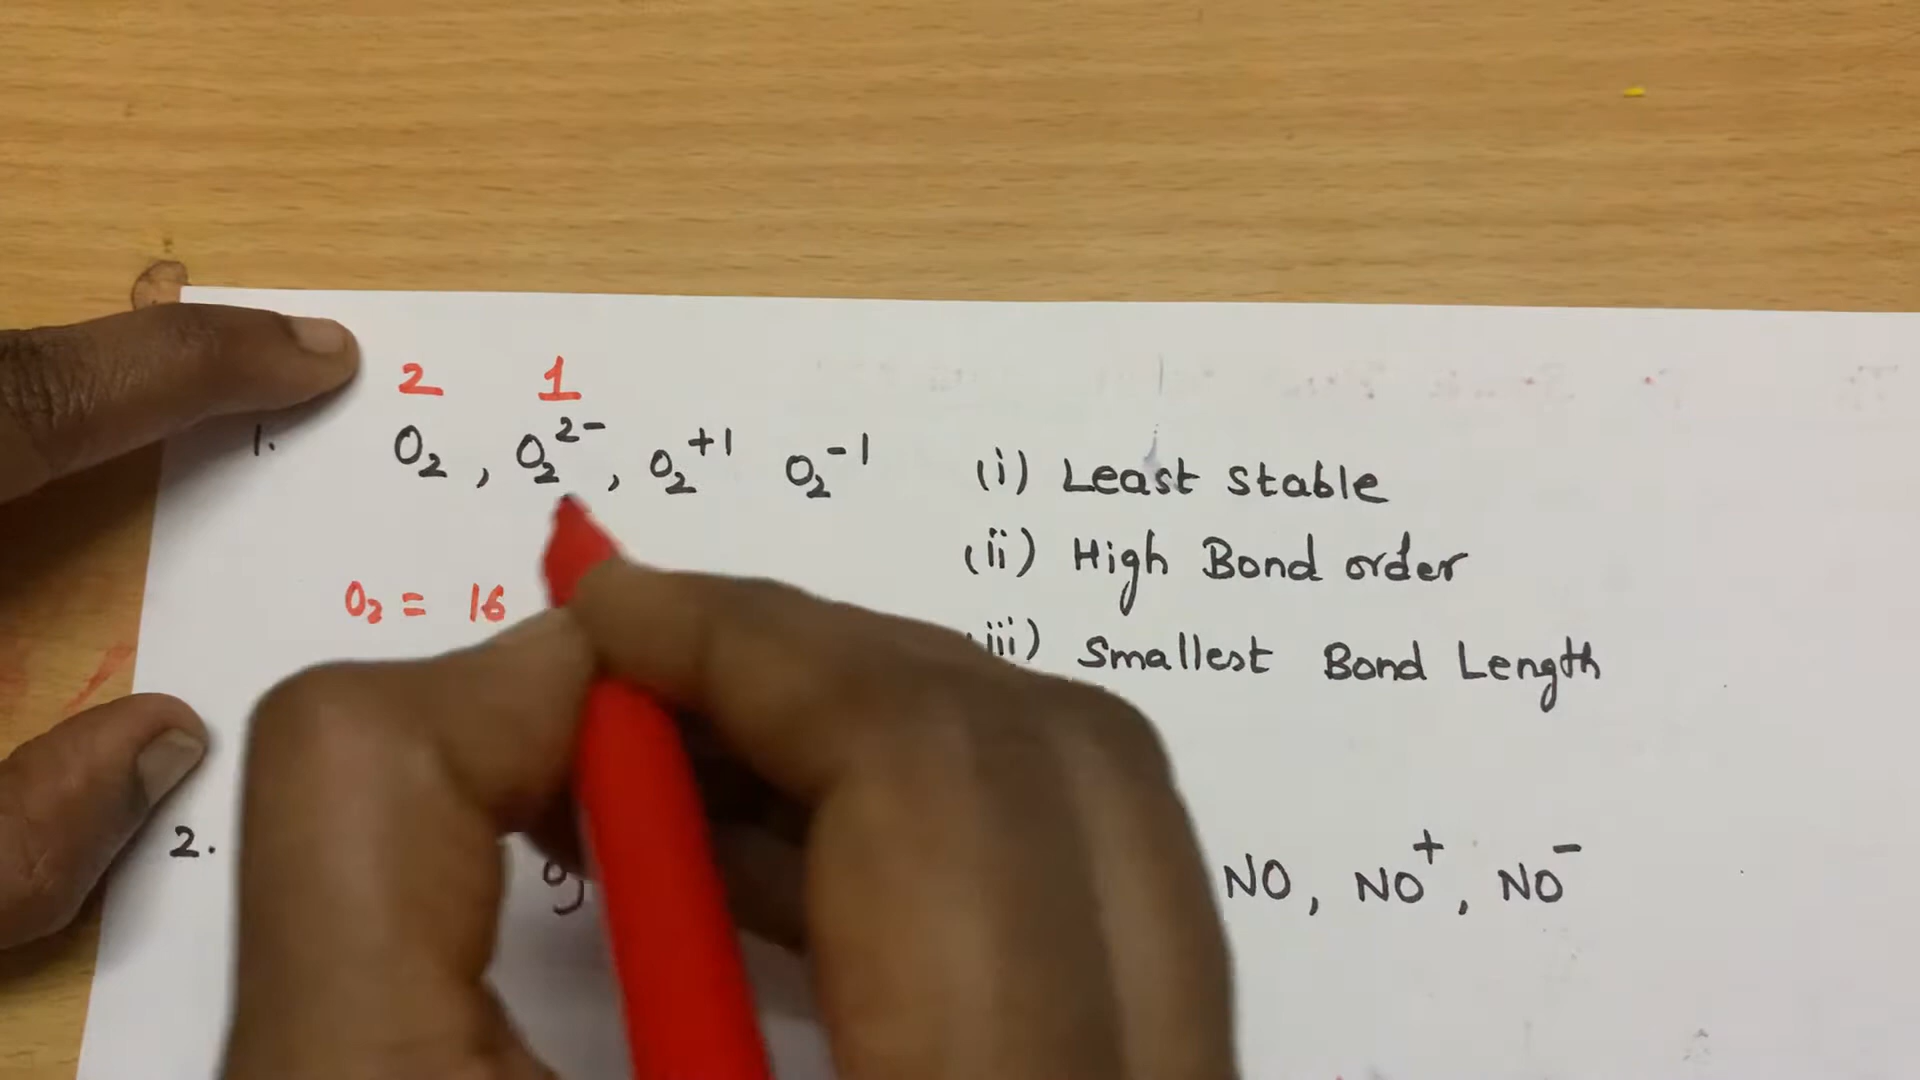 2 1
1. O₂ , O₂²⁻ , O₂⁺¹ O₂⁻¹
(i) Least stable
(ii) High Bond order
iii) Smallest Bond Length
O₂ = 16
2.
NO, NO⁺, NO⁻